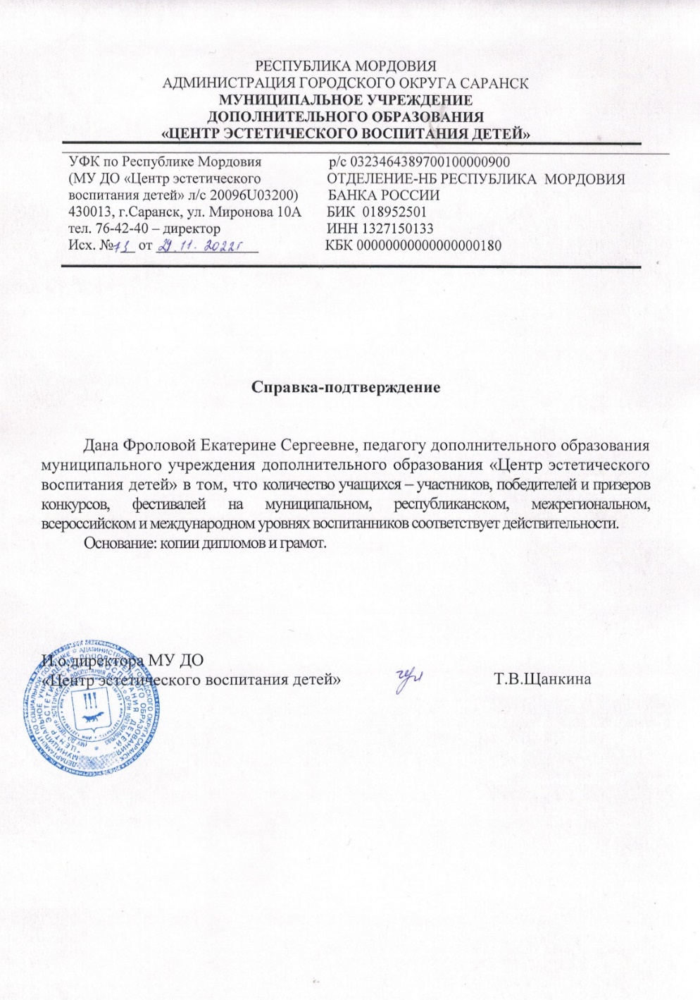 РЕСПУБЛИКА МОРДОВИЯ
АДМИНИСТРАЦИЯ ГОРОДСКОГО ОКРУГА САРАНСК
МУНИЦИПАЛЬНОЕ УЧРЕЖДЕНИЕ
ДОПОЛНИТЕЛЬНОГО ОБРАЗОВАНИЯ
«ЦЕНТР ЭСТЕТИЧЕСКОГО ВОСПИТАНИЯ ДЕТЕЙ»
УФК по Республике Мордовия
(МУ ДО «Центр эстетического
воспитания детей» л/с 20096U03200)
430013, г.Саранск, ул. Миронова 10А
тел. 76-42-40 – директор
Исх. № от 29.11.2022г
р/с 0323464389700100000900
ОТДЕЛЕНИЕ-НБ РЕСПУБЛИКА МОРДОВИЯ
БАНКА РОССИИ
БИК 018952501
ИНН 1327150133
КБК 00000000000000000180
Справка-подтверждение
Дана Фроловой Екатерине Сергеевне, педагогу дополнительного образования
муниципального учреждения дополнительного образования «Центр эстетического
воспитания детей» в том, что количество учащихся – участников, победителей и призеров
конкурсов, фестивалей на муниципальном, республиканском, межрегиональном,
всероссийском и международном уровнях воспитанников соответствует действительности.
Основание: копии дипломов и грамот.
И.о.директора МУ ДО
«Центр эстетического воспитания детей» Т.В.Щанкина